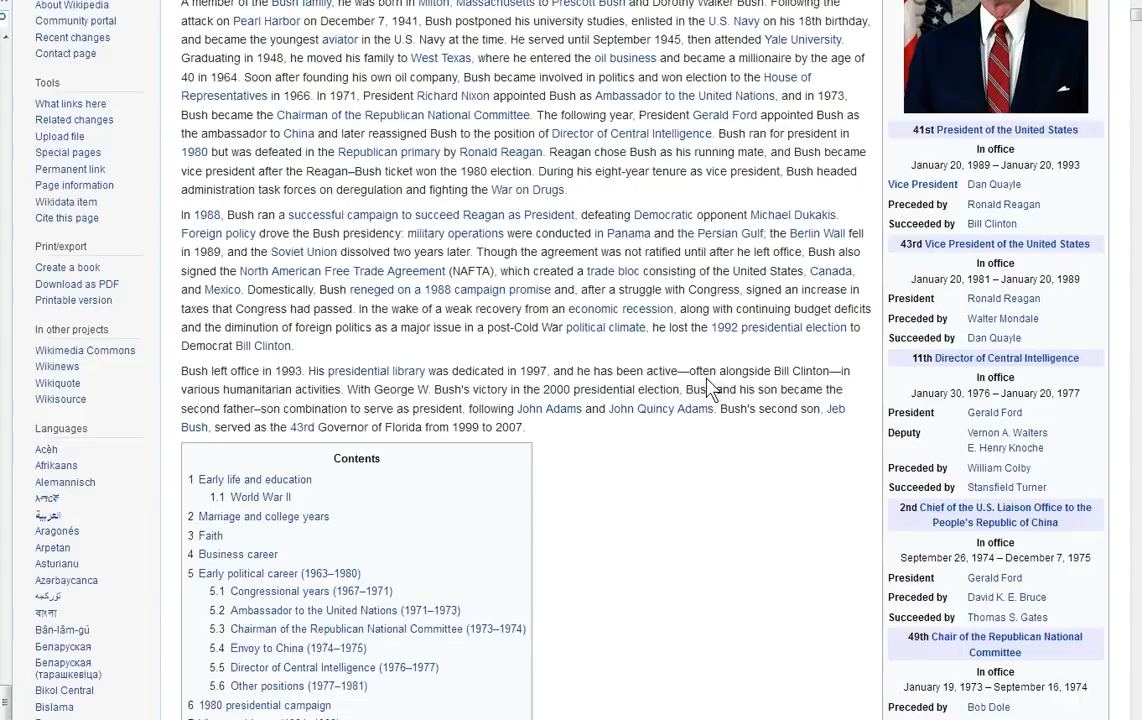 About Wikipedia
Community portal
Recent changes
Contact page
Tools
What links here
Related changes
Upload file
Special pages
Permanent link
Page information
Wikidata item
Cite this page
Print/export
Create a book
Download as PDF
Printable version
In other projects
Wikimedia Commons
Wikinews
Wikiquote
Wikisource
Languages
Acèh
Afrikaans
Alemannisch
አማርኛ
العربية
Aragonés
Arpetan
Asturianu
Azərbaycanca
تۆرکجه
বাংলা
Bân-lâm-gú
Беларуская
Беларуская
(тарашкевіца)
Bikol Central
Bislama
A member of the Bush family, he was born in Milton, Massachusetts to Prescott Bush and Dorothy Walker Bush. Following the
attack on Pearl Harbor on December 7, 1941, Bush postponed his university studies, enlisted in the U.S. Navy on his 18th birthday,
and became the youngest aviator in the U.S. Navy at the time. He served until September 1945, then attended Yale University.
Graduating in 1948, he moved his family to West Texas, where he entered the oil business and became a millionaire by the age of
40 in 1964. Soon after founding his own oil company, Bush became involved in politics and won election to the House of
Representatives in 1966. In 1971, President Richard Nixon appointed Bush as Ambassador to the United Nations, and in 1973,
Bush became the Chairman of the Republican National Committee. The following year, President Gerald Ford appointed Bush as
the ambassador to China and later reassigned Bush to the position of Director of Central Intelligence. Bush ran for president in
1980 but was defeated in the Republican primary by Ronald Reagan. Reagan chose Bush as his running mate, and Bush became
vice president after the Reagan–Bush ticket won the 1980 election. During his eight-year tenure as vice president, Bush headed
administration task forces on deregulation and fighting the War on Drugs.
In 1988, Bush ran a successful campaign to succeed Reagan as President, defeating Democratic opponent Michael Dukakis.
Foreign policy drove the Bush presidency: military operations were conducted in Panama and the Persian Gulf; the Berlin Wall fell
in 1989, and the Soviet Union dissolved two years later. Though the agreement was not ratified until after he left office, Bush also
signed the North American Free Trade Agreement (NAFTA), which created a trade bloc consisting of the United States, Canada,
and Mexico. Domestically, Bush reneged on a 1988 campaign promise and, after a struggle with Congress, signed an increase in
taxes that Congress had passed. In the wake of a weak recovery from an economic recession, along with continuing budget deficits
and the diminution of foreign politics as a major issue in a post-Cold War political climate, he lost the 1992 presidential election to
Democrat Bill Clinton.
Bush left office in 1993. His presidential library was dedicated in 1997, and he has been active—often alongside Bill Clinton—in
various humanitarian activities. With George W. Bush's victory in the 2000 presidential election, Bush and his son became the
second father–son combination to serve as president, following John Adams and John Quincy Adams. Bush's second son, Jeb
Bush, served as the 43rd Governor of Florida from 1999 to 2007.
Contents
1 Early life and education
1.1 World War II
2 Marriage and college years
3 Faith
4 Business career
5 Early political career (1963–1980)
5.1 Congressional years (1967–1971)
5.2 Ambassador to the United Nations (1971–1973)
5.3 Chairman of the Republican National Committee (1973–1974)
5.4 Envoy to China (1974–1975)
5.5 Director of Central Intelligence (1976–1977)
5.6 Other positions (1977–1981)
6 1980 presidential campaign
41st President of the United States
In office
January 20, 1989 – January 20, 1993
Vice President Dan Quayle
Preceded by Ronald Reagan
Succeeded by Bill Clinton
43rd Vice President of the United States
In office
January 20, 1981 – January 20, 1989
President Ronald Reagan
Preceded by Walter Mondale
Succeeded by Dan Quayle
11th Director of Central Intelligence
In office
January 30, 1976 – January 20, 1977
President Gerald Ford
Deputy Vernon A. Walters
E. Henry Knoche
Preceded by William Colby
Succeeded by Stansfield Turner
2nd Chief of the U.S. Liaison Office to the
People's Republic of China
In office
September 26, 1974 – December 7, 1975
President Gerald Ford
Preceded by David K. E. Bruce
Succeeded by Thomas S. Gates
49th Chair of the Republican National
Committee
In office
January 19, 1973 – September 16, 1974
Preceded by Bob Dole